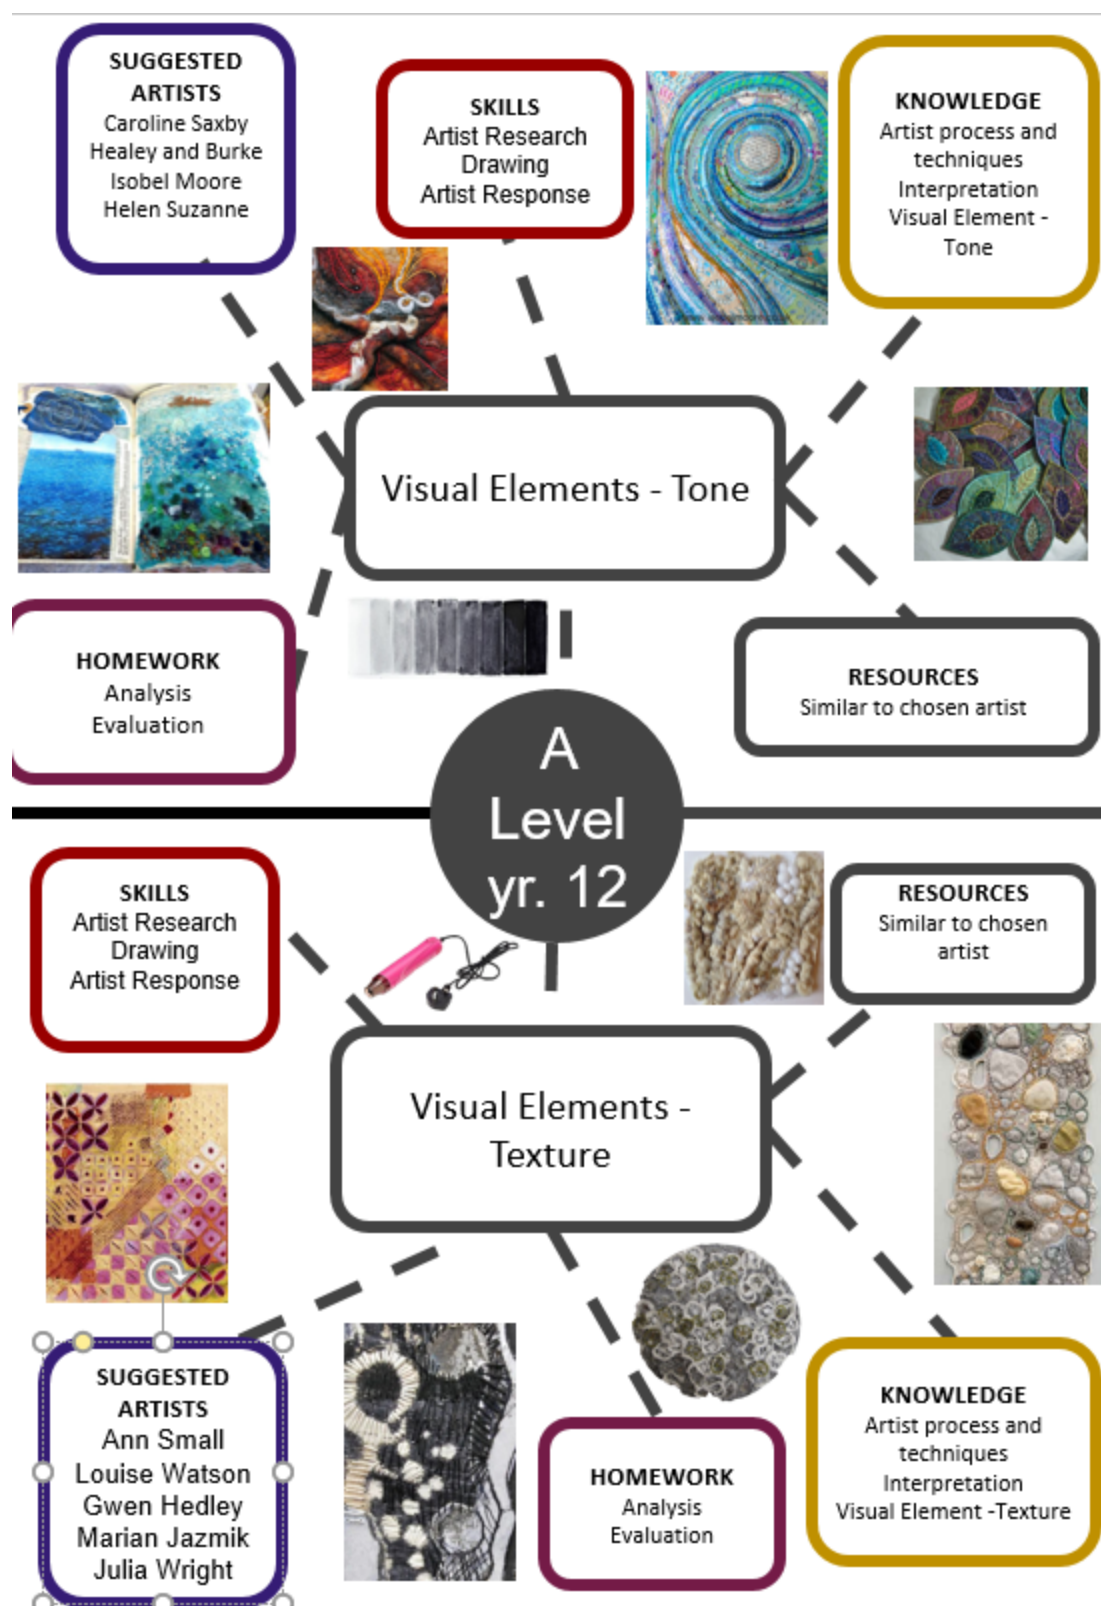 SUGGESTED
ARTISTS
Caroline Saxby
Healey and Burke
Isobel Moore
Helen Suzanne
SKILLS
Artist Research
Drawing
Artist Response
KNOWLEDGE
Artist process and
techniques
Interpretation
Visual Element -
Tone
Visual Elements - Tone
HOMEWORK
Analysis
Evaluation
RESOURCES
Similar to chosen artist
A
Level
yr. 12
SKILLS
Artist Research
Drawing
Artist Response
RESOURCES
Similar to chosen
artist
Visual Elements -
Texture
SUGGESTED
ARTISTS
Ann Small
Louise Watson
Gwen Hedley
Marian Jazmik
Julia Wright
HOMEWORK
Analysis
Evaluation
KNOWLEDGE
Artist process and
techniques
Interpretation
Visual Element -Texture